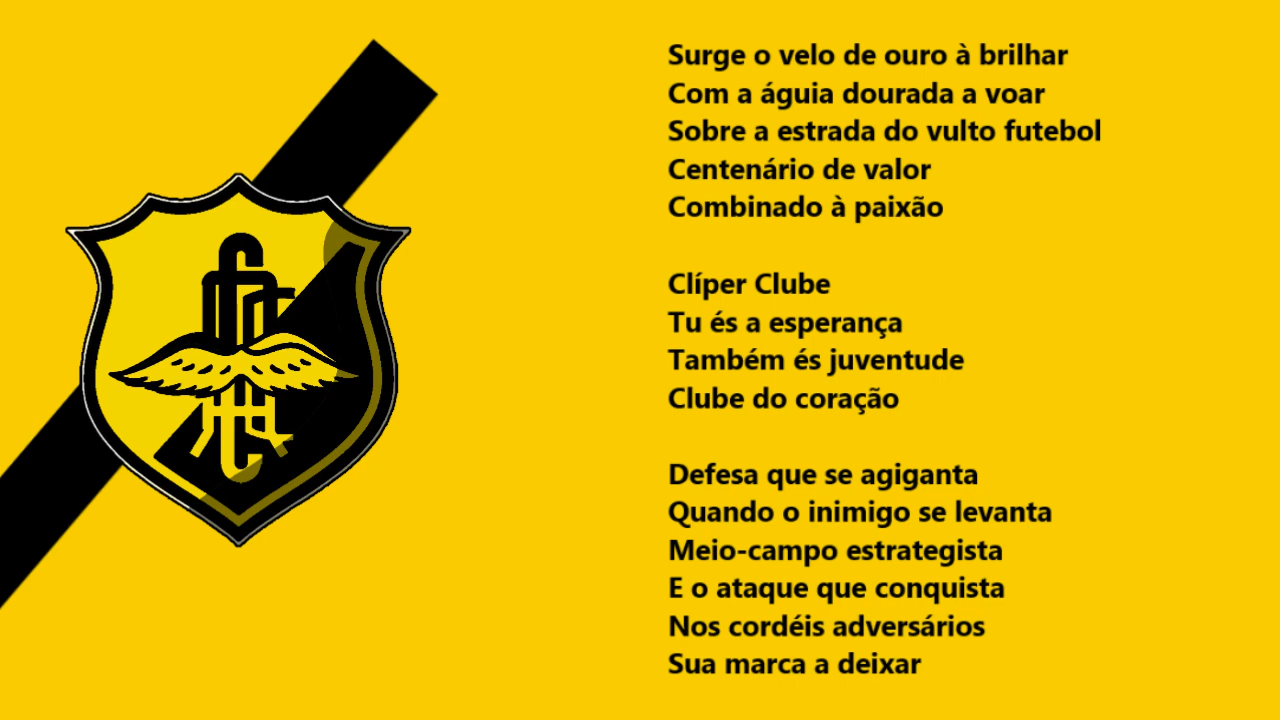 Surge o velo de ouro à brilhar
Com a águia dourada a voar
Sobre a estrada do vulto futebol
Centenário de valor
Combinado à paixão
Clíper Clube
Tu és a esperança
Também és juventude
Clube do coração
Defesa que se agiganta
Quando o inimigo se levanta
Meio-campo estrategista
E o ataque que conquista
Nos cordéis adversários
Sua marca a deixar